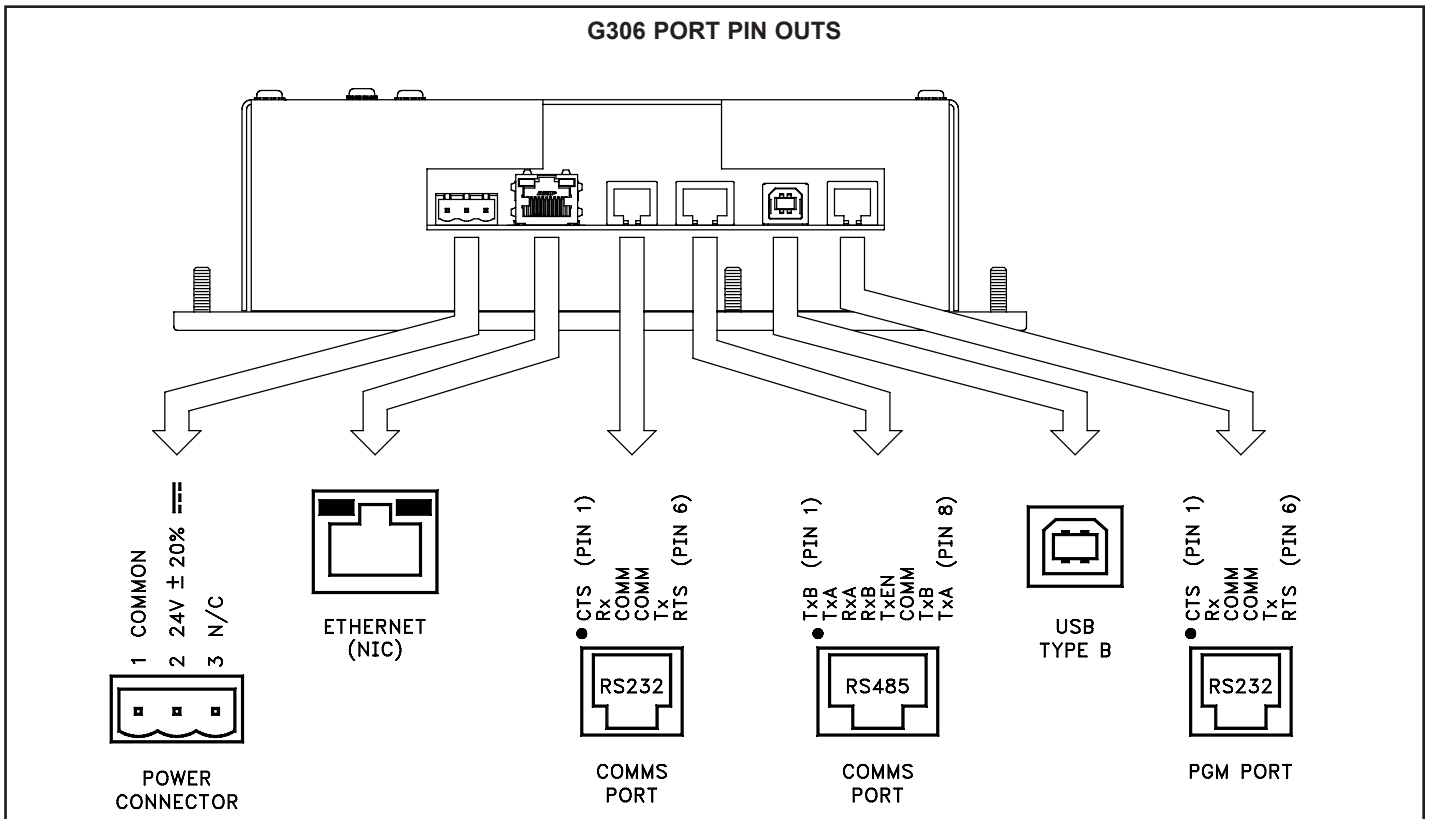 G306 PORT PIN OUTS
1 COMMON
2 24V ± 20% ⎓
3 N/C
POWER
CONNECTOR
ETHERNET
(NIC)
CTS (PIN 1)
Rx
COMM
COMM
Tx
RTS (PIN 6)
RS232
COMMS
PORT
TxB (PIN 1)
TxA
RxA
RxB
TxEN
COMM
TxB
TxA (PIN 8)
RS485
COMMS
PORT
USB
TYPE B
CTS (PIN 1)
Rx
COMM
COMM
Tx
RTS (PIN 6)
RS232
PGM PORT